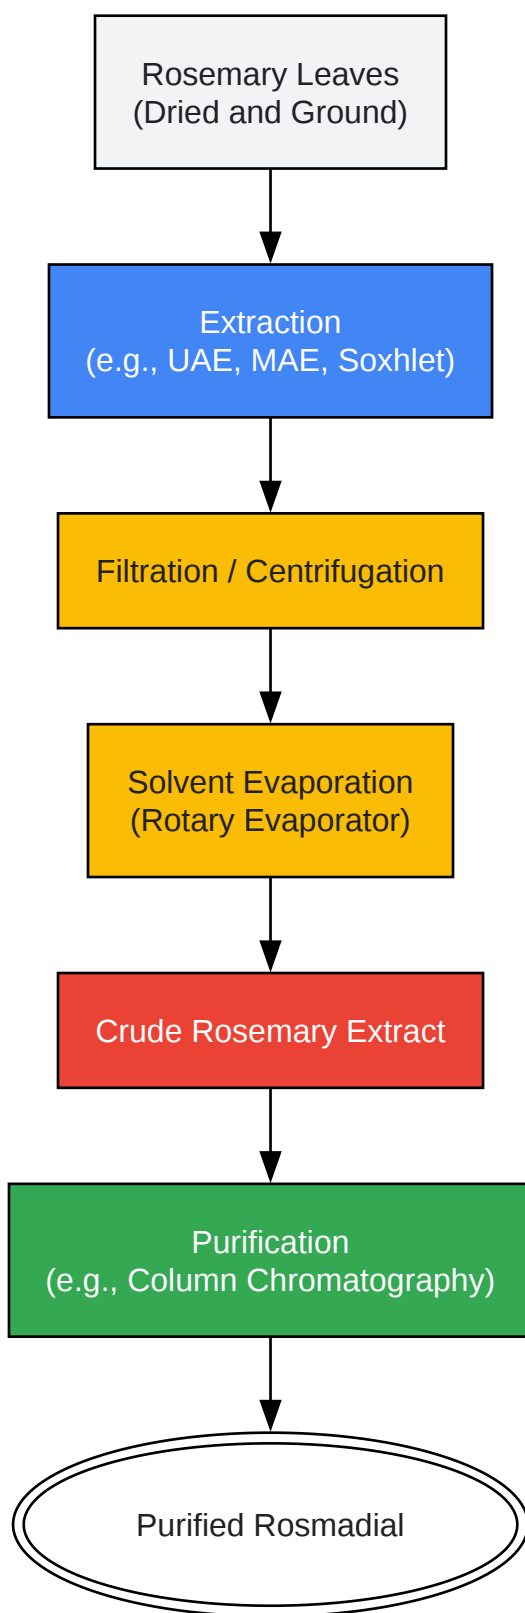 Rosemary Leaves
(Dried and Ground)
Extraction
(e.g., UAE, MAE, Soxhlet)
Filtration / Centrifugation
Solvent Evaporation
(Rotary Evaporator)
Crude Rosemary Extract
Purification
(e.g., Column Chromatography)
Purified Rosmadial